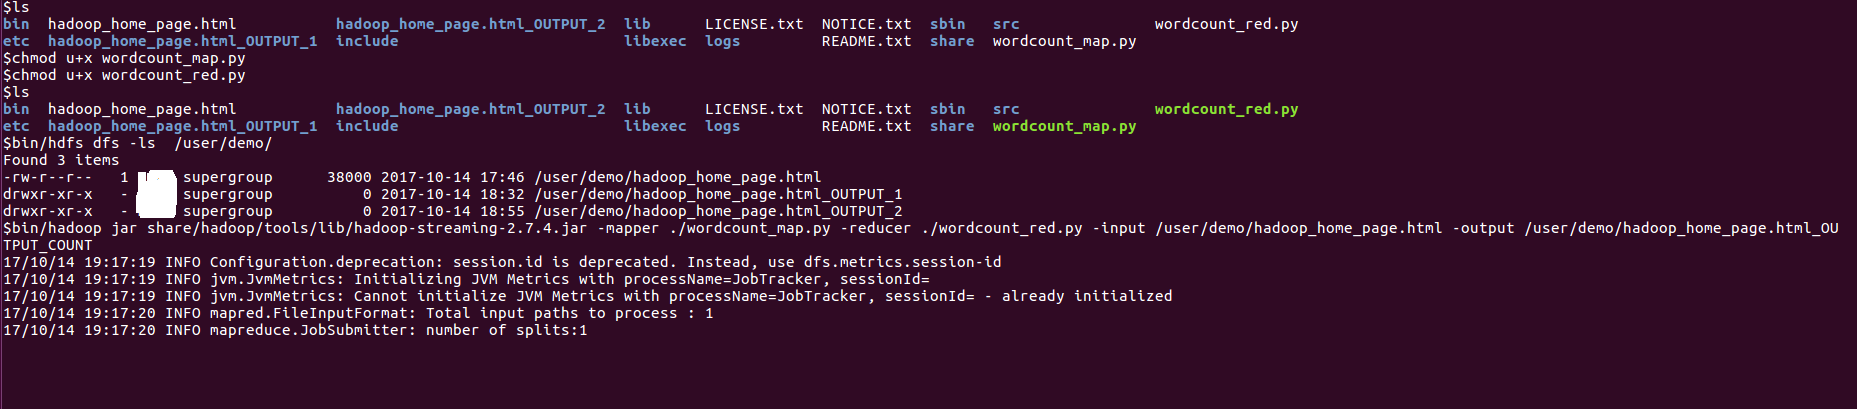 $ls
bin  hadoop_home_page.html           hadoop_home_page.html_OUTPUT_2  lib      LICENSE.txt  NOTICE.txt  sbin   src               wordcount_red.py
etc  hadoop_home_page.html_OUTPUT_1  include                         libexec  logs         README.txt  share  wordcount_map.py
$chmod u+x wordcount_map.py
$chmod u+x wordcount_red.py
$ls
bin  hadoop_home_page.html           hadoop_home_page.html_OUTPUT_2  lib      LICENSE.txt  NOTICE.txt  sbin   src               wordcount_red.py
etc  hadoop_home_page.html_OUTPUT_1  include                         libexec  logs         README.txt  share  wordcount_map.py
$bin/hdfs dfs -ls  /user/demo/
Found 3 items
-rw-r--r--   1 supergroup      38000 2017-10-14 17:46 /user/demo/hadoop_home_page.html
drwxr-xr-x   - supergroup          0 2017-10-14 18:32 /user/demo/hadoop_home_page.html_OUTPUT_1
drwxr-xr-x   - supergroup          0 2017-10-14 18:55 /user/demo/hadoop_home_page.html_OUTPUT_2
$bin/hadoop jar share/hadoop/tools/lib/hadoop-streaming-2.7.4.jar -mapper ./wordcount_map.py -reducer ./wordcount_red.py -input /user/demo/hadoop_home_page.html -output /user/demo/hadoop_home_page.html_OU
TPUT_COUNT
17/10/14 19:17:19 INFO Configuration.deprecation: session.id is deprecated. Instead, use dfs.metrics.session-id
17/10/14 19:17:19 INFO jvm.JvmMetrics: Initializing JVM Metrics with processName=JobTracker, sessionId=
17/10/14 19:17:19 INFO jvm.JvmMetrics: Cannot initialize JVM Metrics with processName=JobTracker, sessionId= - already initialized
17/10/14 19:17:20 INFO mapred.FileInputFormat: Total input paths to process : 1
17/10/14 19:17:20 INFO mapreduce.JobSubmitter: number of splits:1